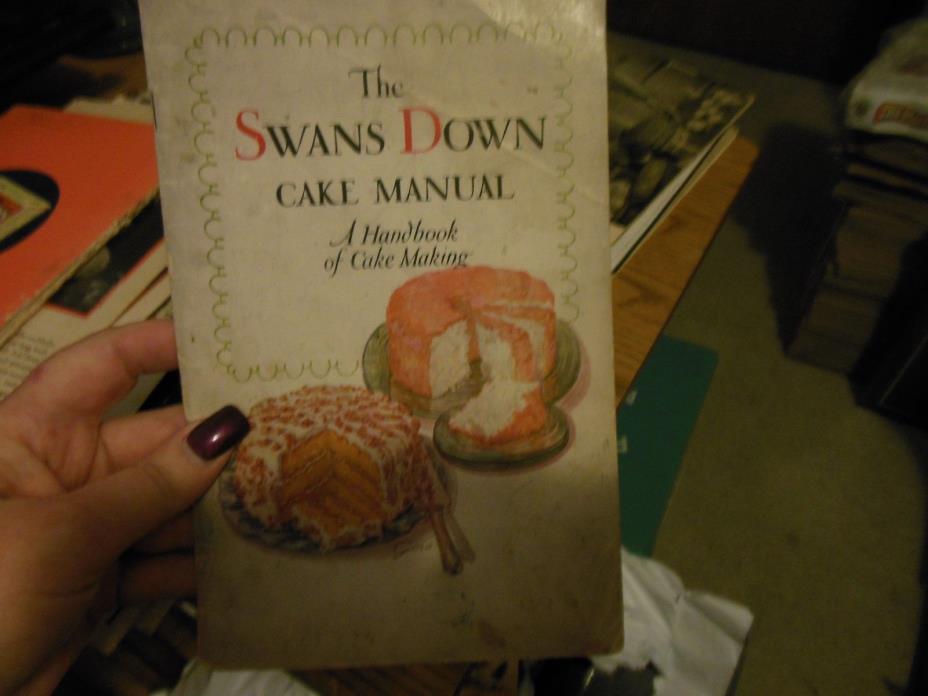 The
SWANS DOWN
CAKE MANUAL
A Handbook
of Cake Making